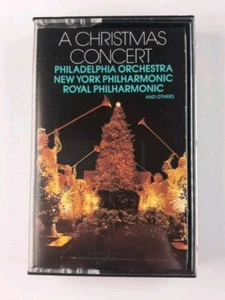 A CHRISTMAS
CONCERT
PHILADELPHIA ORCHESTRA
NEW YORK PHILHARMONIC
ROYAL PHILHARMONIC
AND OTHERS